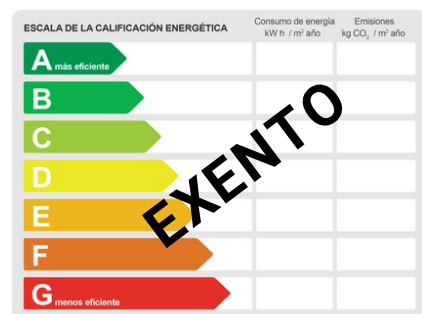 ESCALA DE LA CALIFICACIÓN ENERGÉTICA
Consumo de energía
kW h / m² año
Emisiones
kg CO₂ / m² año
A más eficiente
B
C
D
E
F
G menos eficiente
EXENTO